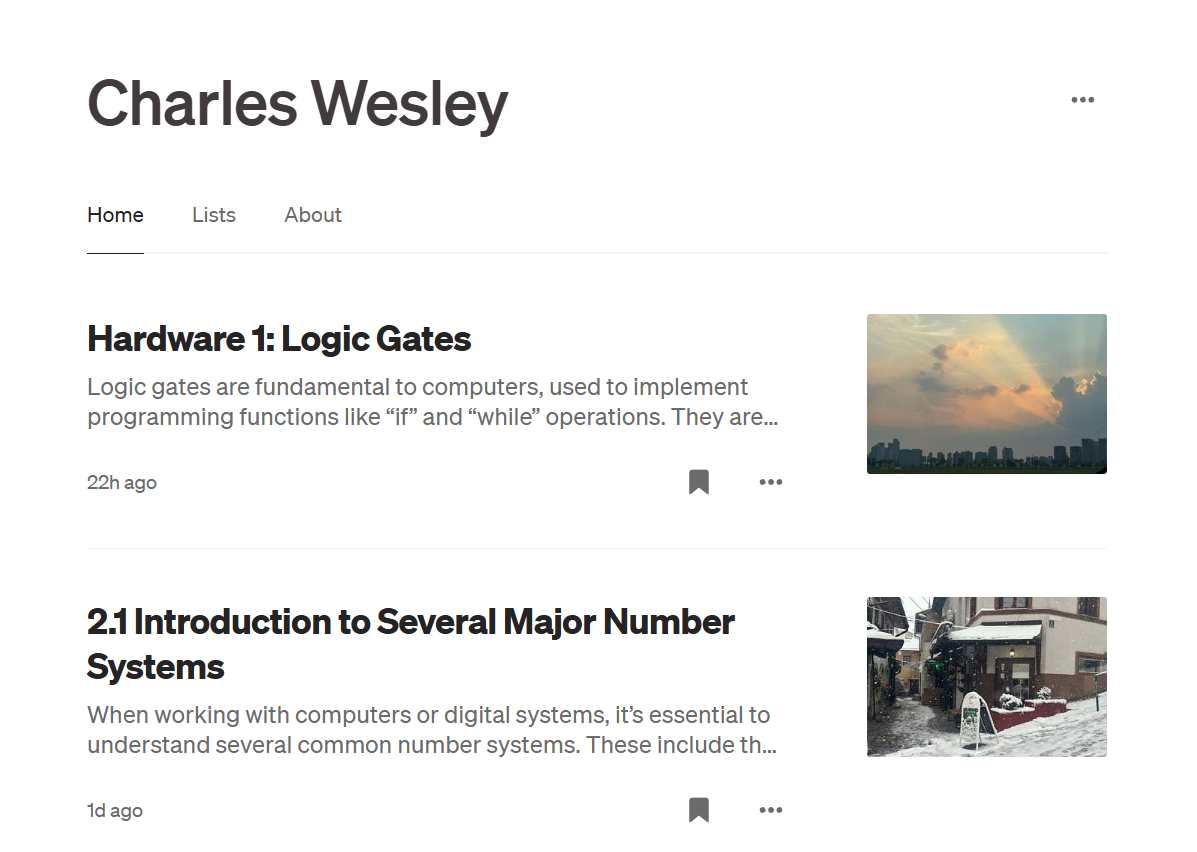 Charles Wesley
Home Lists About
Hardware 1: Logic Gates
Logic gates are fundamental to computers, used to implement
programming functions like “if” and “while” operations. They are...
22h ago
2.1 Introduction to Several Major Number
Systems
When working with computers or digital systems, it’s essential to
understand several common number systems. These include th...
1d ago